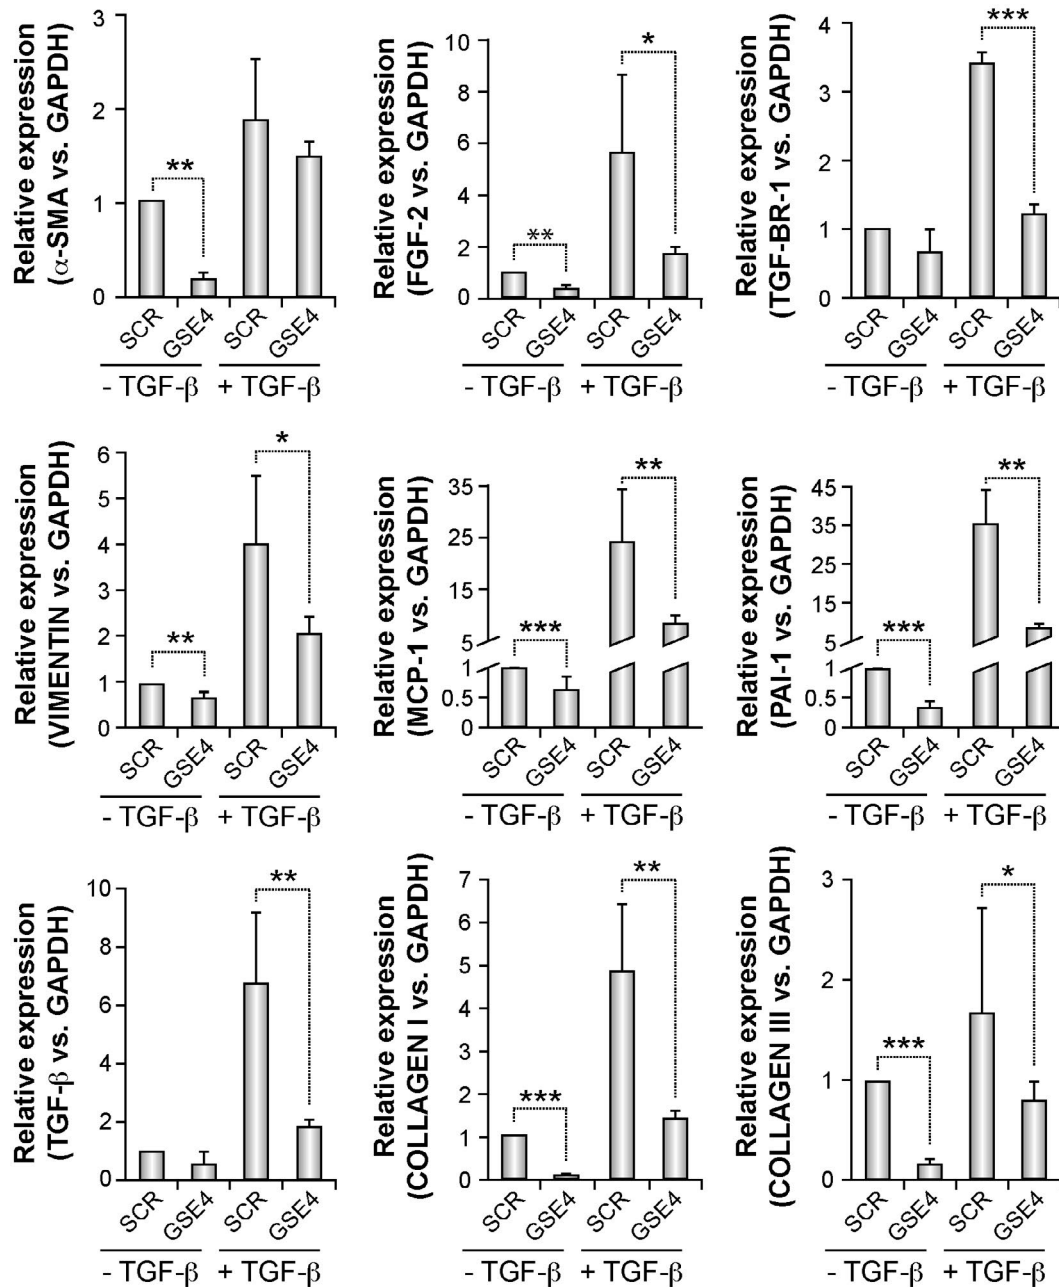 Relative expression
(α-SMA vs. GAPDH)
3
2
1
0
**
SCR
GSE4
SCR
GSE4
- TGF-β
+ TGF-β
Relative expression
(FGF-2 vs. GAPDH)
10
8
6
4
2
0
**
*
SCR
GSE4
SCR
GSE4
- TGF-β
+ TGF-β
Relative expression
(TGF-BR-1 vs. GAPDH)
4
3
2
1
0
***
SCR
GSE4
SCR
GSE4
- TGF-β
+ TGF-β
Relative expression
(VIMENTIN vs. GAPDH)
6
5
4
3
2
1
0
**
*
SCR
GSE4
SCR
GSE4
- TGF-β
+ TGF-β
Relative expression
(MCP-1 vs. GAPDH)
35
25
15
5
1
0.5
0
***
**
SCR
GSE4
SCR
GSE4
- TGF-β
+ TGF-β
Relative expression
(PAI-1 vs. GAPDH)
45
35
25
15
5
1
0.5
0
***
**
SCR
GSE4
SCR
GSE4
- TGF-β
+ TGF-β
Relative expression
(TGF-β vs. GAPDH)
10
8
6
4
2
0
**
SCR
GSE4
SCR
GSE4
- TGF-β
+ TGF-β
Relative expression
(COLLAGEN I vs. GAPDH)
7
6
5
4
3
2
1
0
***
**
SCR
GSE4
SCR
GSE4
- TGF-β
+ TGF-β
Relative expression
(COLLAGEN III vs. GAPDH)
3
2
1
0
***
*
SCR
GSE4
SCR
GSE4
- TGF-β
+ TGF-β